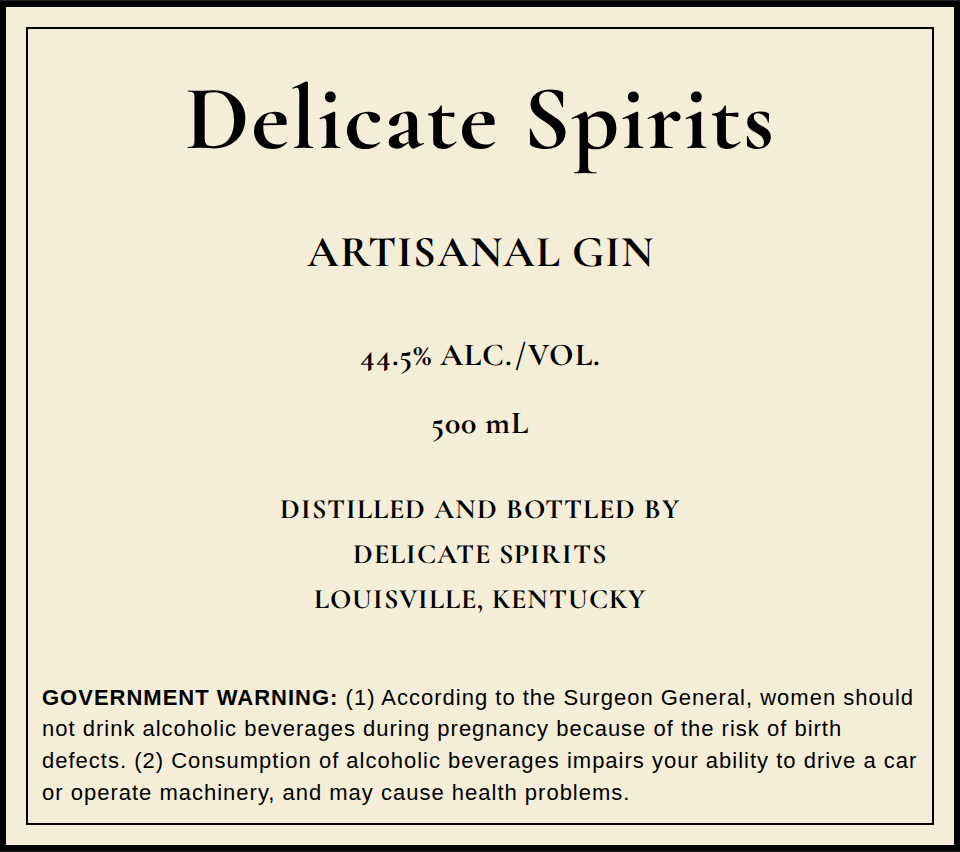 Delicate Spirits
ARTISANAL GIN
44.5% ALC./VOL.
500 mL
DISTILLED AND BOTTLED BY
DELICATE SPIRITS
LOUISVILLE, KENTUCKY
GOVERNMENT WARNING: (1) According to the Surgeon General, women should
not drink alcoholic beverages during pregnancy because of the risk of birth
defects. (2) Consumption of alcoholic beverages impairs your ability to drive a car
or operate machinery, and may cause health problems.